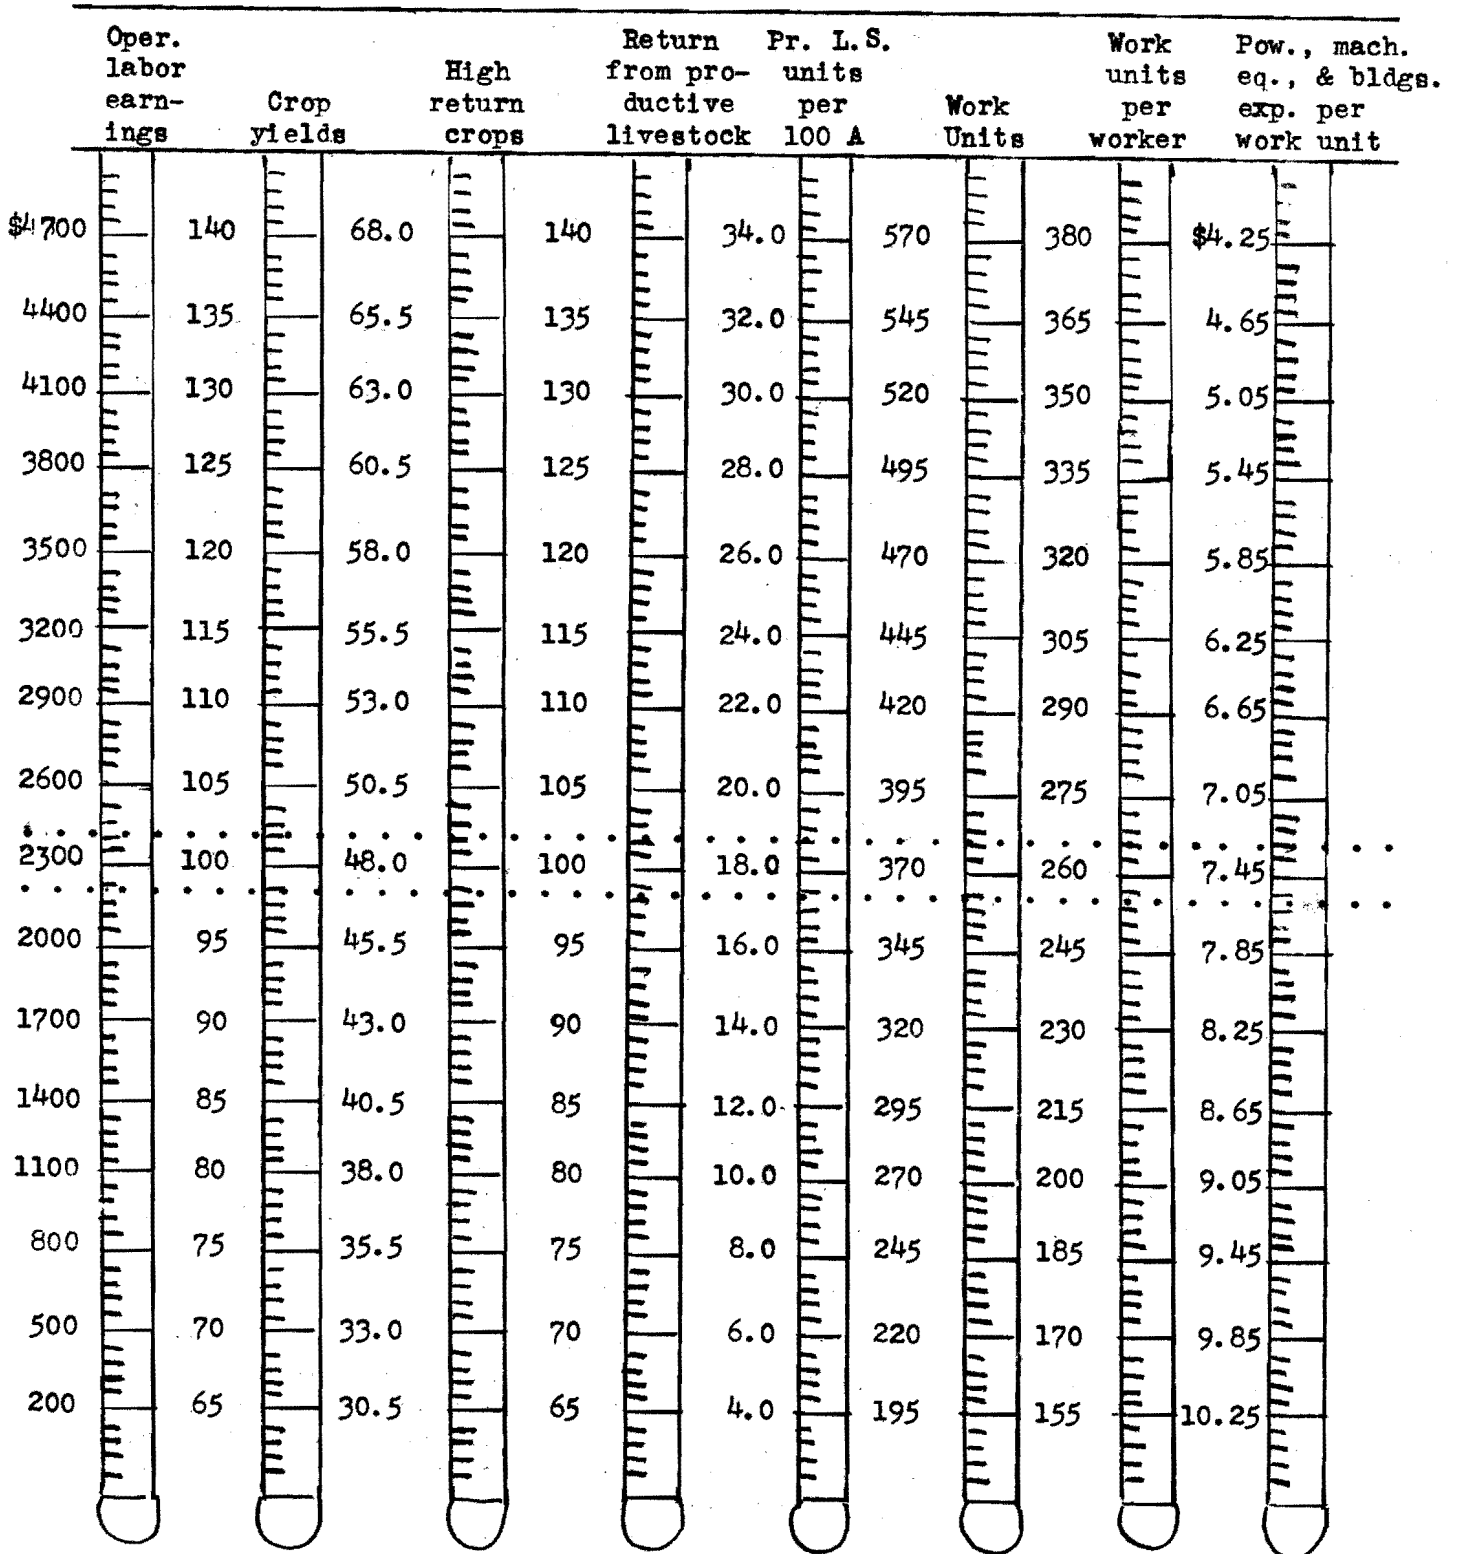 Oper. Return Pr. L.S. Work Pow., mach.
labor High from pro- units units eq., & bldgs.
earn- Crop return ductive per Work per exp. per
ings yields crops livestock 100 A Units worker work unit
$4700 140 68.0 140 34.0 570 380 $4.25
4400 135 65.5 135 32.0 545 365 4.65
4100 130 63.0 130 30.0 520 350 5.05
3800 125 60.5 125 28.0 495 335 5.45
3500 120 58.0 120 26.0 470 320 5.85
3200 115 55.5 115 24.0 445 305 6.25
2900 110 53.0 110 22.0 420 290 6.65
2600 105 50.5 105 20.0 395 275 7.05
2300 100 48.0 100 18.0 370 260 7.45
2000 95 45.5 95 16.0 345 245 7.85
1700 90 43.0 90 14.0 320 230 8.25
1400 85 40.5 85 12.0 295 215 8.65
1100 80 38.0 80 10.0 270 200 9.05
800 75 35.5 75 8.0 245 185 9.45
500 70 33.0 70 6.0 220 170 9.85
200 65 30.5 65 4.0 195 155 10.25